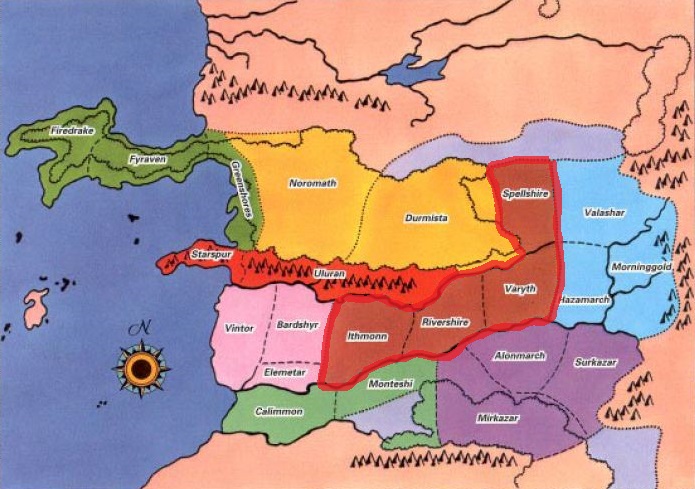 Firedrake
Fyraven
Greenshores
Noromath
Durmista
Spellshire
Valashar
Starspur
Uluran
Morninggold
Varyth
Hazamarch
Vintor
Bardshyr
Ithmonn
Rivershire
Elemetar
Alonmarch
Surkazar
Monteshi
Calimmon
Mirkazar
N